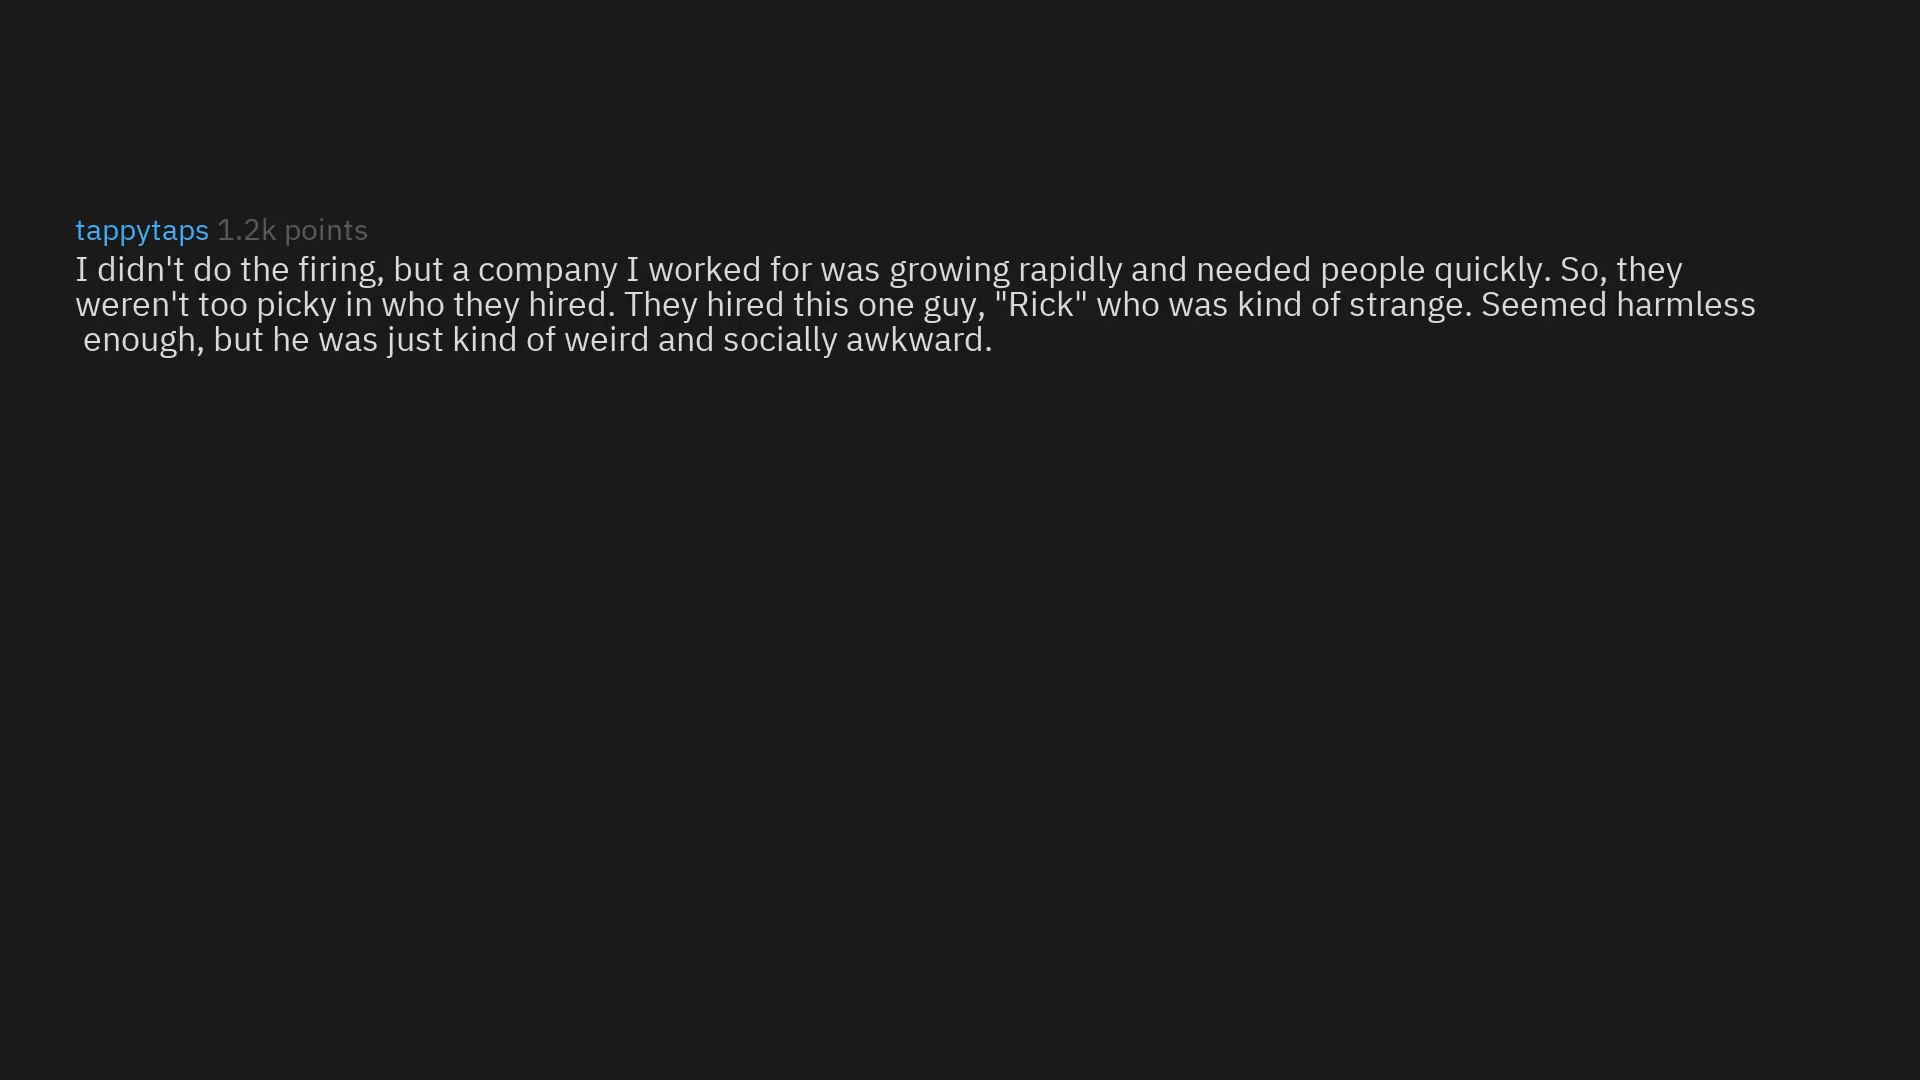 tappytaps 1.2k points
I didn't do the firing, but a company I worked for was growing rapidly and needed people quickly. So, they
weren't too picky in who they hired. They hired this one guy, "Rick" who was kind of strange. Seemed harmless
enough, but he was just kind of weird and socially awkward.